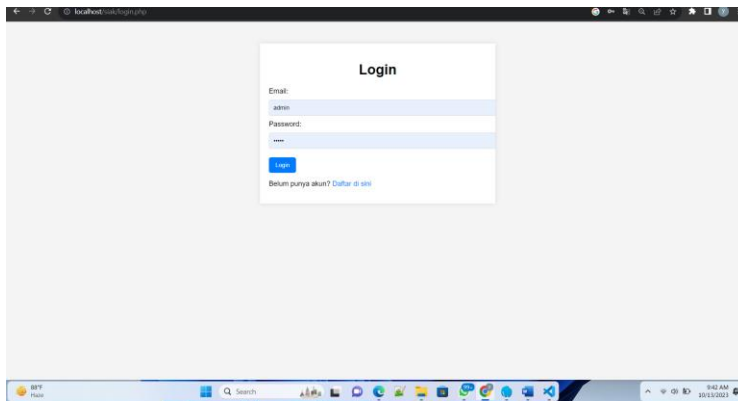 localhost/siak/login.php
Login
Email:
admin
Password:
•••••
Login
Belum punya akun? Daftar di sini
88°F
Haze
Search
99+
9:42 AM
10/13/2023